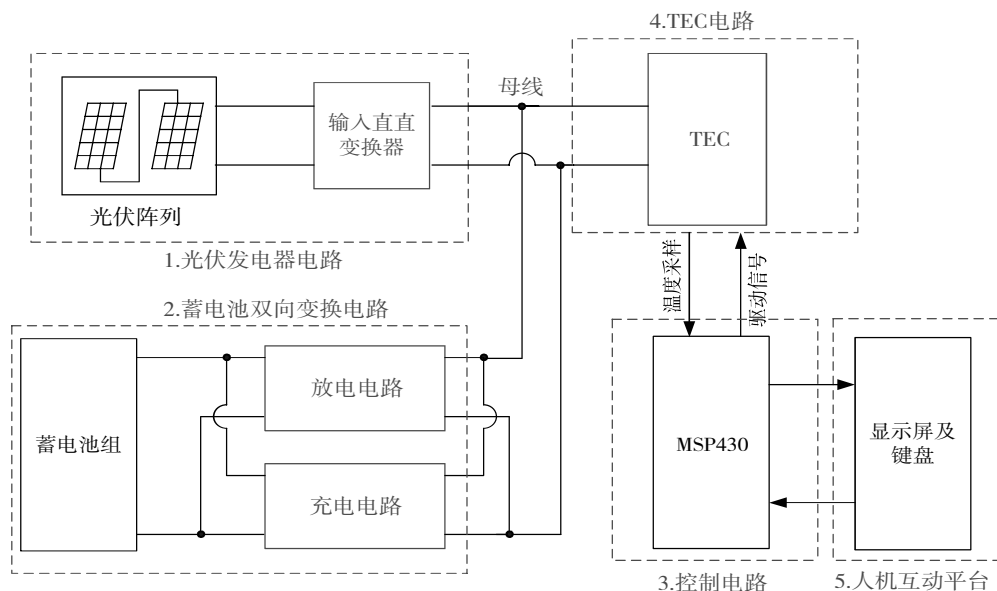 4.TEC电路
母线
输入直直
变换器
TEC
光伏阵列
1.光伏发电器电路
温度采样
驱动信号
2.蓄电池双向变换电路
放电电路
蓄电池组
充电电路
MSP430
显示屏及
键盘
3.控制电路
5.人机互动平台